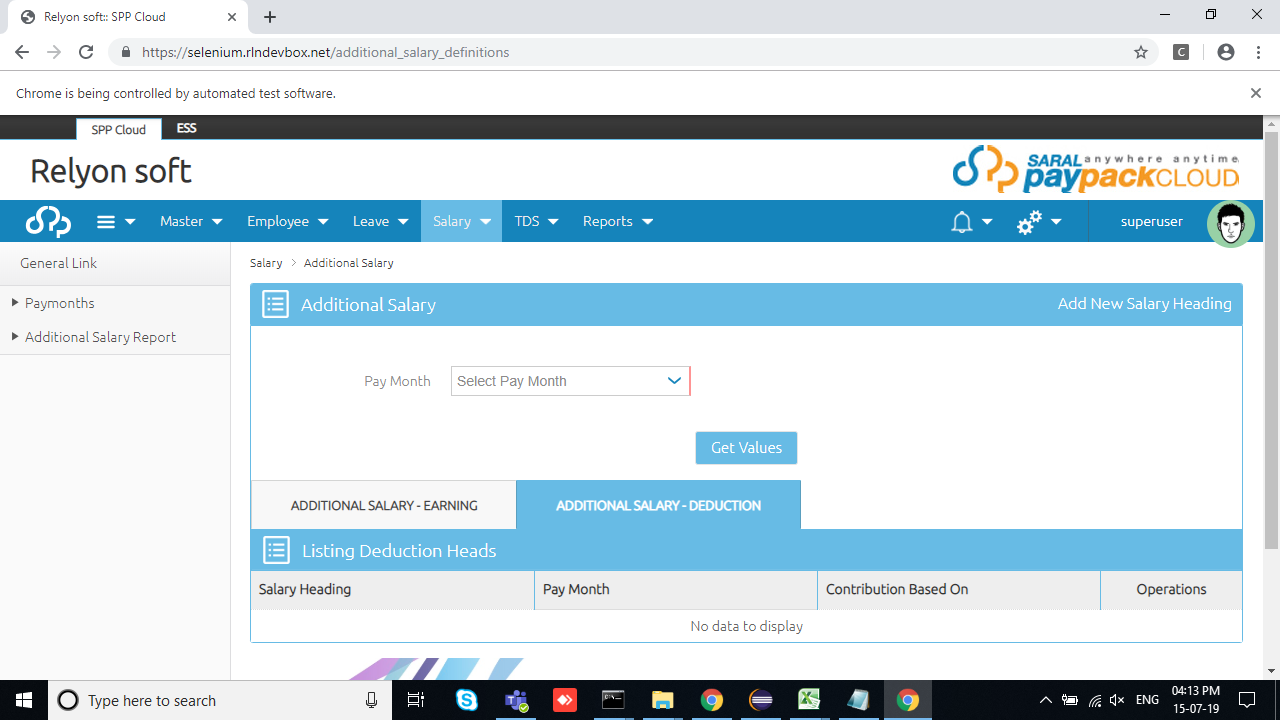 Relyon soft:: SPP Cloud
https://selenium.rlndevbox.net/additional_salary_definitions
C
Chrome is being controlled by automated test software.
SPP Cloud
ESS
Relyon soft
SARAL anywhere anytime
paypackCLOUD
Master
Employee
Leave
Salary
TDS
Reports
superuser
General Link
Paymonths
Additional Salary Report
Salary > Additional Salary
Additional Salary
Add New Salary Heading
Pay Month
Select Pay Month
Get Values
ADDITIONAL SALARY - EARNING
ADDITIONAL SALARY - DEDUCTION
Listing Deduction Heads
Salary Heading
Pay Month
Contribution Based On
Operations
No data to display
Type here to search
ENG
04:13 PM
15-07-19